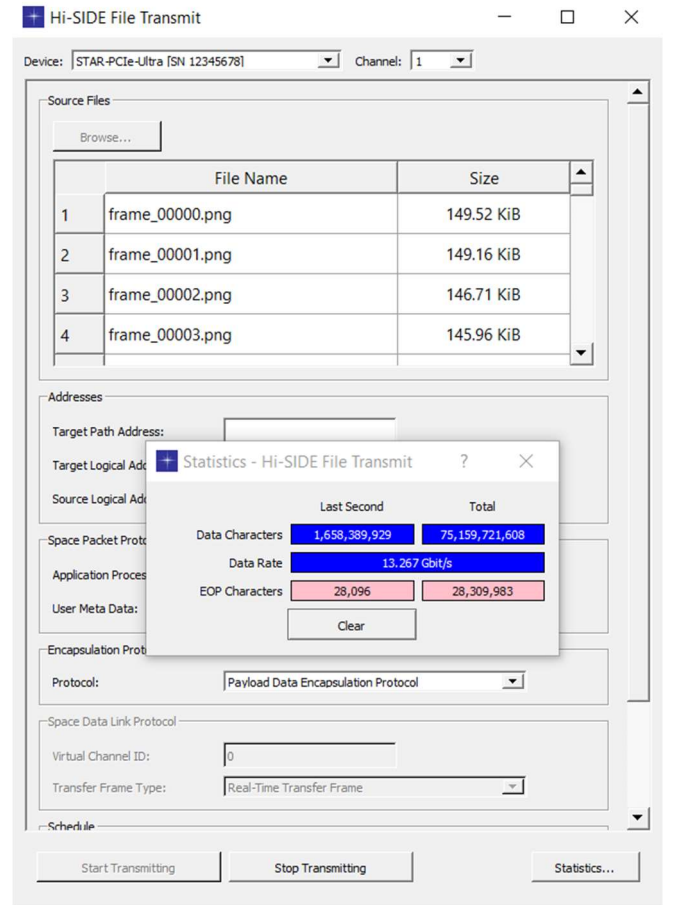 Hi-SIDE File Transmit
Device: STAR-PCIe-Ultra [SN 12345678] Channel: 1
Source Files
Browse...
File Name Size
1 frame_00000.png 149.52 KiB
2 frame_00001.png 149.16 KiB
3 frame_00002.png 146.71 KiB
4 frame_00003.png 145.96 KiB
Addresses
Target Path Address:
Target Logical Add
Source Logical Add
Statistics - Hi-SIDE File Transmit ?
Last Second Total
Data Characters 1,658,389,929 75,159,721,608
Data Rate 13.267 Gbit/s
EOP Characters 28,096 28,309,983
Clear
Space Packet Proto
Application Proces
User Meta Data:
Encapsulation Proto
Protocol: Payload Data Encapsulation Protocol
Space Data Link Protocol
Virtual Channel ID: 0
Transfer Frame Type: Real-Time Transfer Frame
Schedule
Start Transmitting Stop Transmitting Statistics...